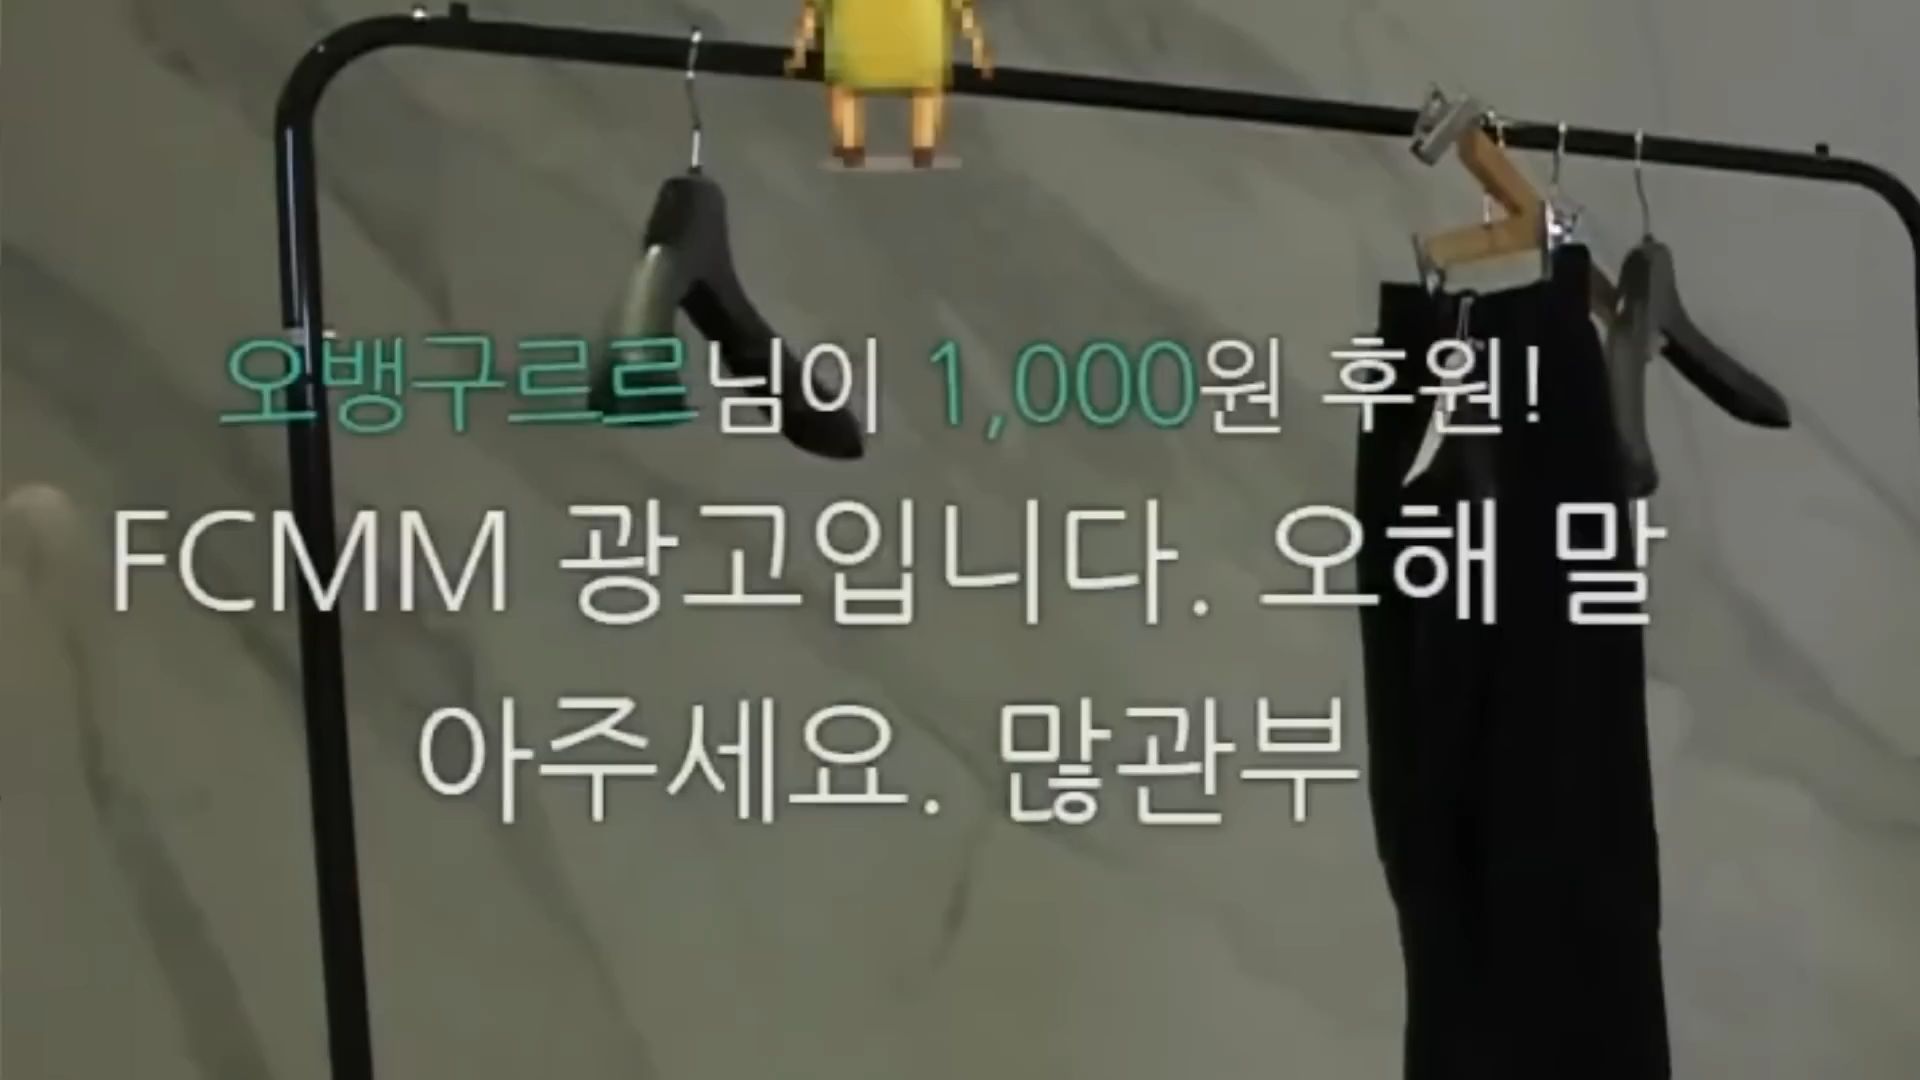 오뱅구르르님이 1,000원 후원!
FCMM 광고입니다. 오해 말
아주세요. 많관부